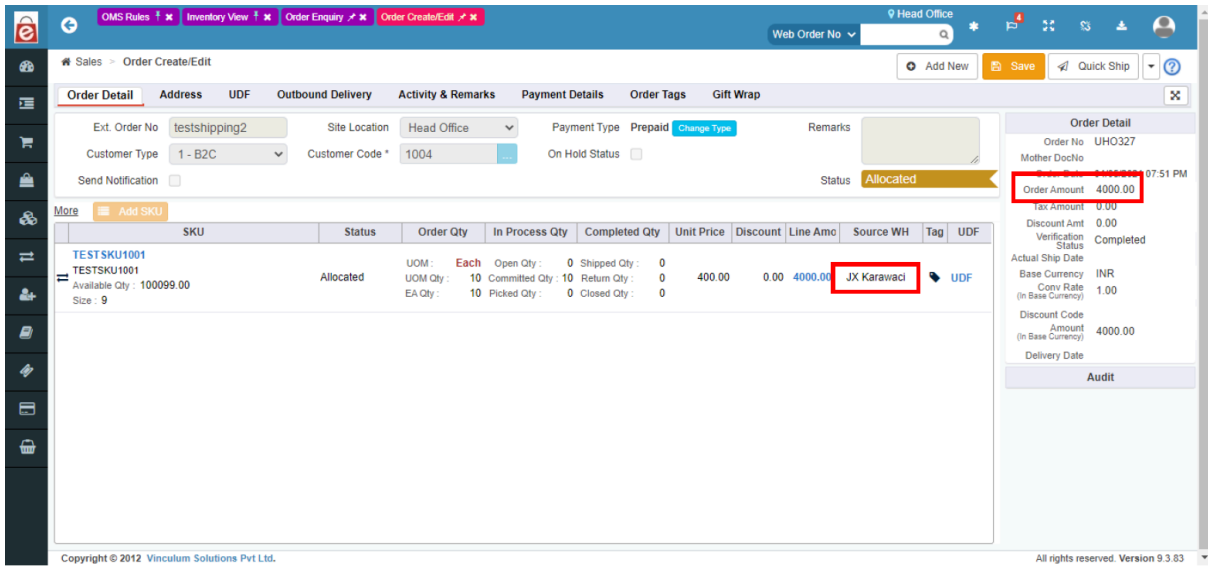 OMS Rules Inventory View Order Enquiry Order Create/Edit
Head Office
Web Order No
4
Sales > Order Create/Edit
Add New Save Quick Ship
Order Detail Address UDF Outbound Delivery Activity & Remarks Payment Details Order Tags Gift Wrap
Ext. Order No testshipping2 Site Location Head Office Payment Type Prepaid Change Type Remarks
Customer Type 1 - B2C Customer Code * 1004 ... On Hold Status
Send Notification Status Allocated
More Add SKU
SKU Status Order Qty In Process Qty Completed Qty Unit Price Discount Line Amo Source WH Tag UDF
TESTSKU1001
TESTSKU1001
Available Qty : 100099.00
Size : 9
Allocated
UOM : Each Open Qty : 0 Shipped Qty : 0
UOM Qty : 10 Committed Qty : 10 Return Qty : 0
EA Qty : 10 Picked Qty : 0 Closed Qty : 0
400.00 0.00 4000.00 JX Karawaci UDF
Order Detail
Order No UHO327
Mother DocNo
Order Date 07:51 PM
Order Amount 4000.00
Tax Amount 0.00
Discount Amt 0.00
Verification Status Completed
Actual Ship Date
Base Currency INR
Conv Rate (In Base Currency) 1.00
Discount Code
Amount (In Base Currency) 4000.00
Delivery Date
Audit
Copyright © 2012 Vinculum Solutions Pvt Ltd.
All rights reserved. Version 9.3.83